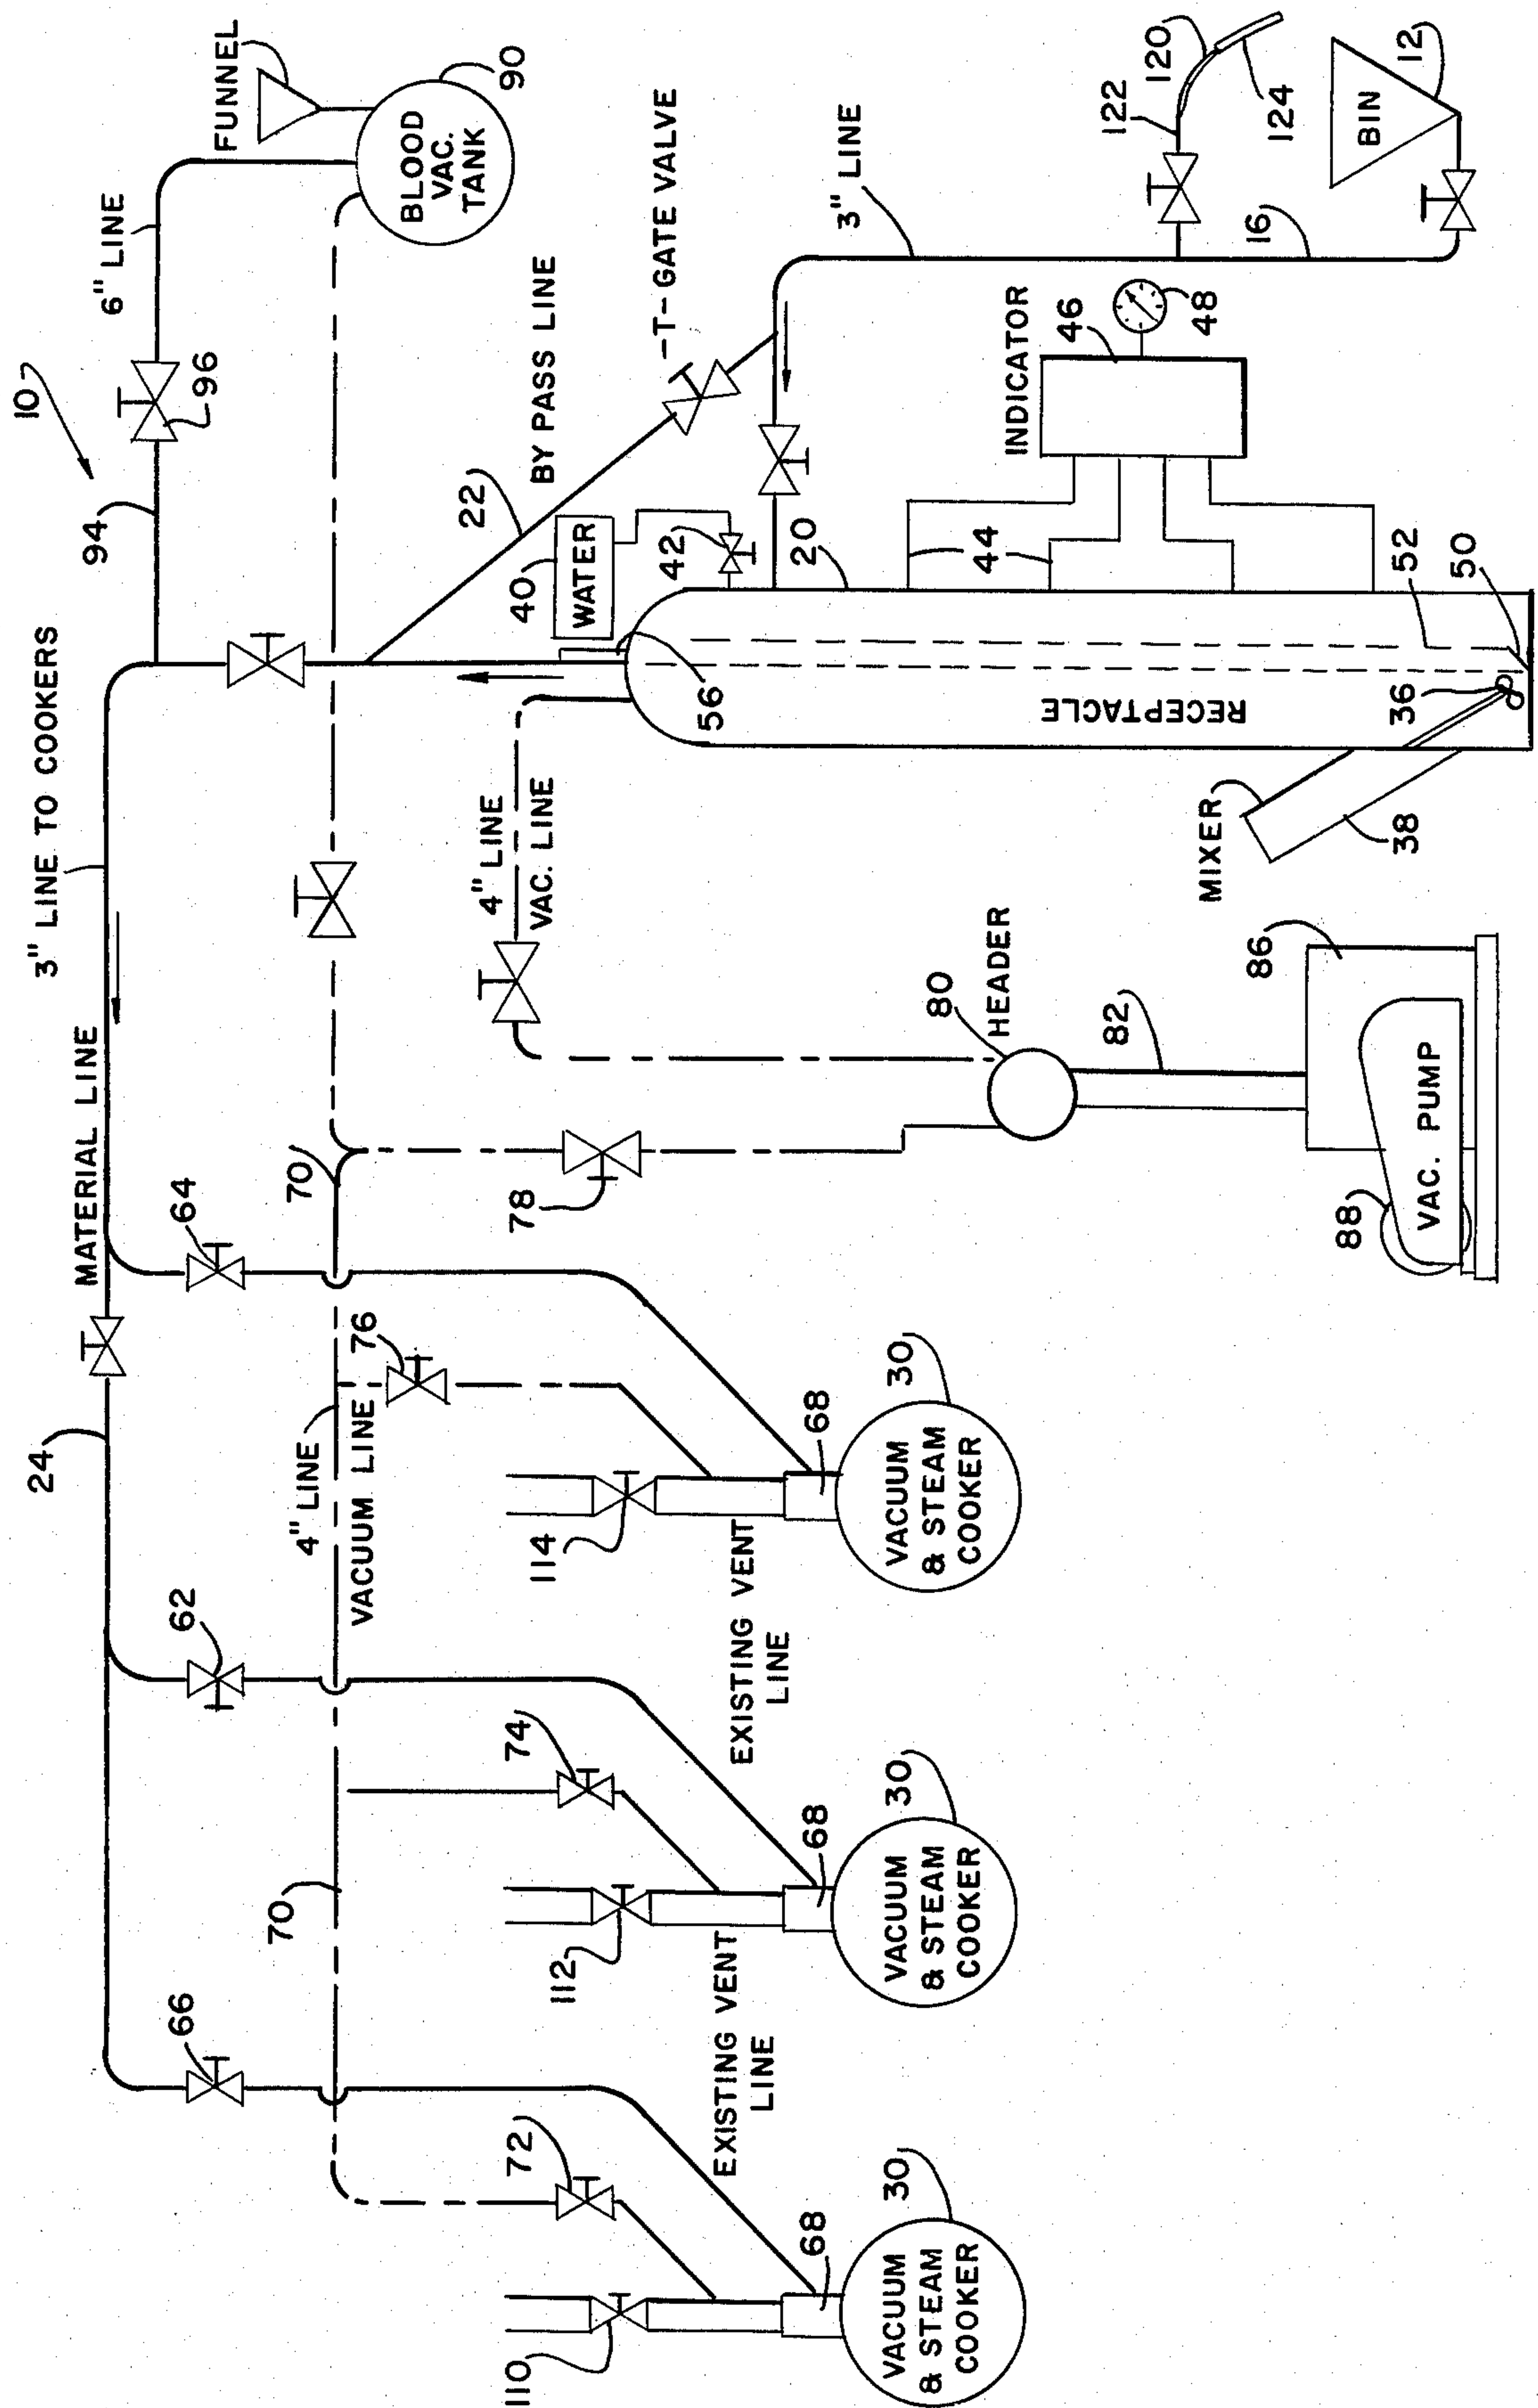 10
3" LINE TO COOKERS
24
MATERIAL LINE
94
6" LINE
66
62
64
96
FUNNEL
70
70
4" LINE
VACUUM LINE
76
BLOOD
VAC.
TANK
90
22
4" LINE
VAC. LINE
110
72
112
74
114
78
BY PASS LINE
40
WATER
42
-T- GATE VALVE
EXISTING VENT
LINE
EXISTING VENT
LINE
56
20
3" LINE
68
68
68
30
30
30
VACUUM
& STEAM
COOKER
VACUUM
& STEAM
COOKER
VACUUM
& STEAM
COOKER
80
HEADER
44
INDICATOR
46
48
RECEPTACLE
82
122
120
124
MIXER
38
16
86
88
VAC. PUMP
BIN
12
36
52
50